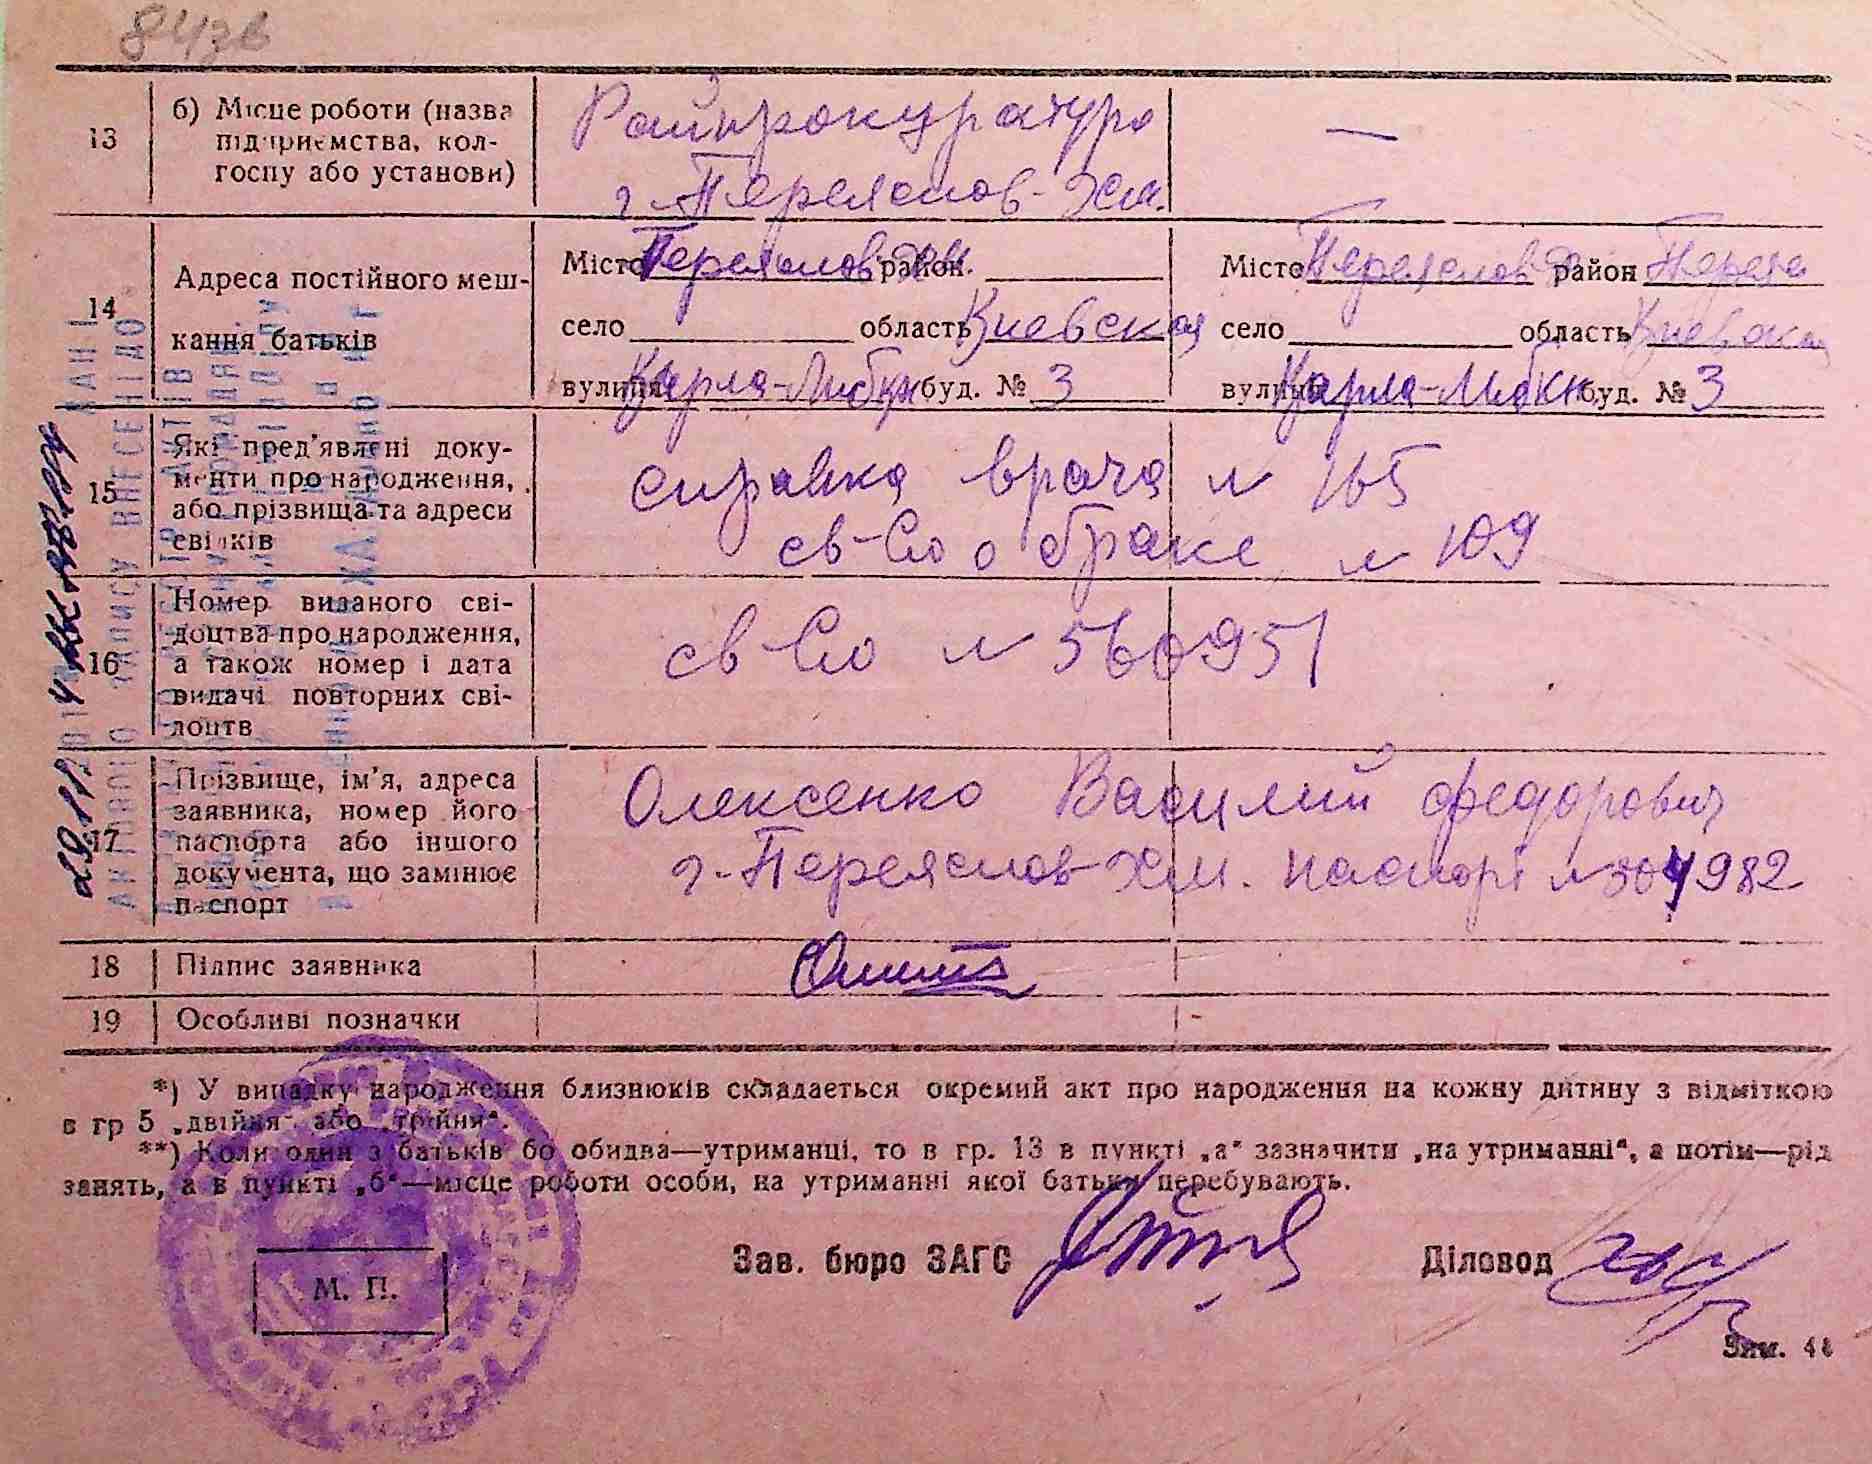 843в
13
б) Місце роботи (назва
підприємства, кол-
госпу або установи)
Райпрокуратура
г. Переяслов-Хм.
—
14
Адреса постійного меш-
кання батьків
Місто Переяслов-Хм. район
село область Киевская
вулиця Карла-Либкн буд. № 3
Місто Переяслов-Х район Перея
село область Киевская
вулиця Карла-Либкн буд. № 3
15
Які пред'явлені доку-
менти про народження,
або прізвища та адреси
свідків
справка врача № 165
св-во о браке № 109
16
Номер виданого сві-
доцтва про народження,
а також номер і дата
видачі повторних сві-
доцтв
св-во № 560951
17
Прізвище, ім'я, адреса
заявника, номер його
паспорта або іншого
документа, що замінює
паспорт
Олексенко Василий Федорович
г. Переяслов-Хм. паспорт № 504982
18
Підпис заявника
19
Особливі позначки
*) У випадку народження близнюків складається окремий акт про народження на кожну дитину з відміткою
в гр 5 „двійня" або „трійня".
**) Коли один з батьків бо обидва—утриманці, то в гр. 13 в пункті „а" зазначити „на утриманні", а потім—рід
занять, а в пункті „б"—місце роботи особи, на утриманні якої батьки перебувають.
М. П.
Зав. бюро ЗАГС
Діловод
Зам.